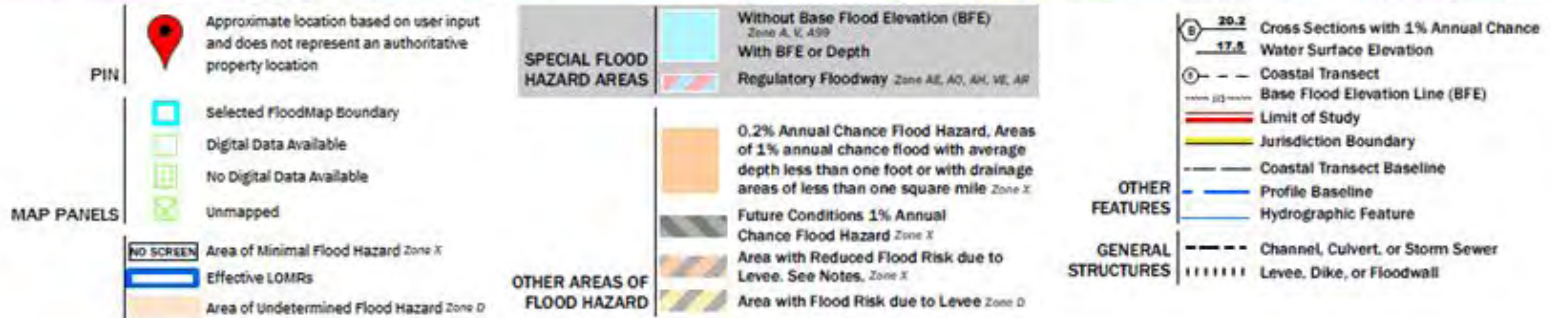 PIN
Approximate location based on user input
and does not represent an authoritative
property location
MAP PANELS
Selected FloodMap Boundary
Digital Data Available
No Digital Data Available
Unmapped
NO SCREEN Area of Minimal Flood Hazard Zone X
Effective LOMRs
Area of Undetermined Flood Hazard Zone D
SPECIAL FLOOD
HAZARD AREAS
Without Base Flood Elevation (BFE)
Zone A, V, A99
With BFE or Depth
Regulatory Floodway Zone AE, AO, AH, VE, AR
OTHER AREAS OF
FLOOD HAZARD
0.2% Annual Chance Flood Hazard, Areas
of 1% annual chance flood with average
depth less than one foot or with drainage
areas of less than one square mile Zone X
Future Conditions 1% Annual
Chance Flood Hazard Zone X
Area with Reduced Flood Risk due to
Levee. See Notes. Zone X
Area with Flood Risk due to Levee Zone D
OTHER
FEATURES
20.2 Cross Sections with 1% Annual Chance
17.5 Water Surface Elevation
Coastal Transect
Base Flood Elevation Line (BFE)
Limit of Study
Jurisdiction Boundary
Coastal Transect Baseline
Profile Baseline
Hydrographic Feature
GENERAL
STRUCTURES
Channel, Culvert, or Storm Sewer
Levee, Dike, or Floodwall